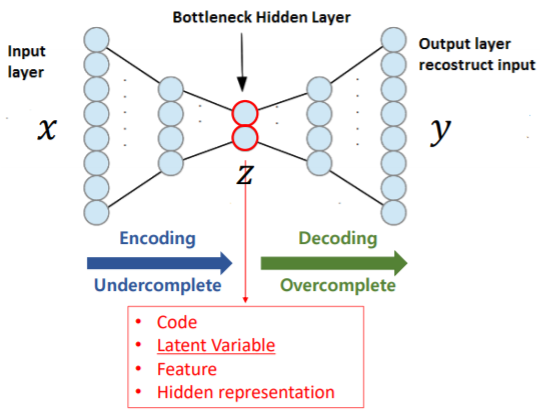 Bottleneck Hidden Layer
Input
layer
Output layer
recostruct input
x
y
z
Encoding
Decoding
Undercomplete
Overcomplete
• Code
• Latent Variable
• Feature
• Hidden representation